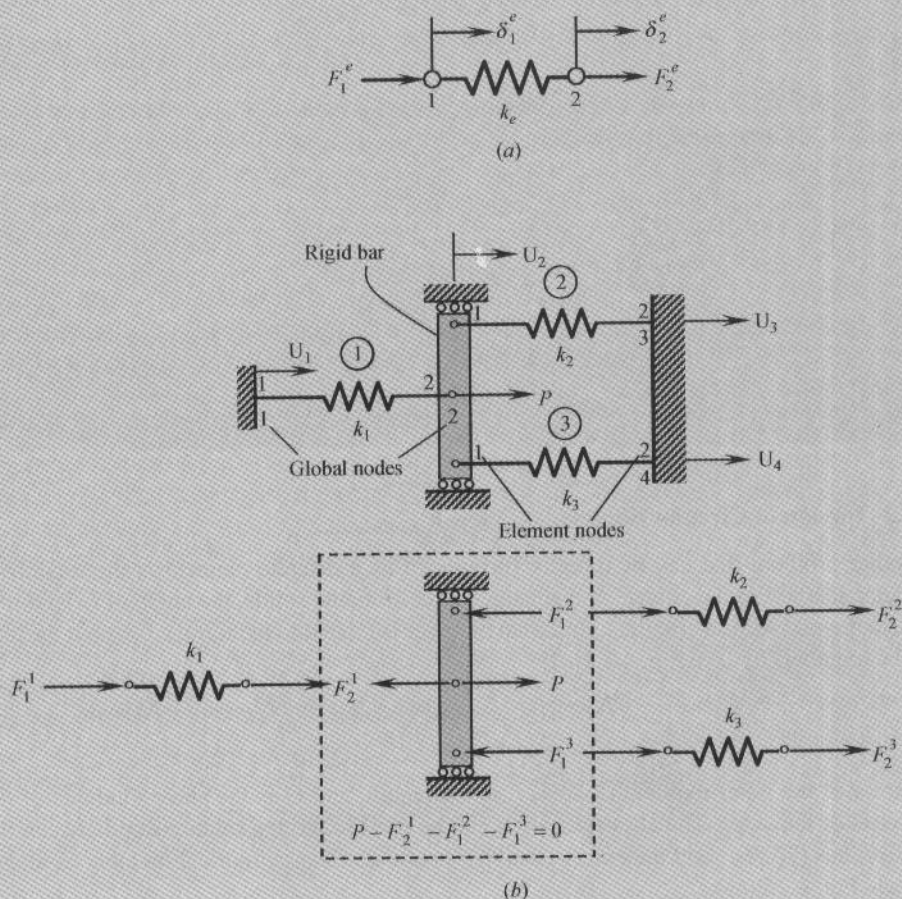 δ₁ᵉ δ₂ᵉ
F₁ᵉ F₂ᵉ
1 2
kₑ
(a)
Rigid bar U₂
1 2 2
3 U₃
k₂
U₁ 1
1 2 P
1 k₁ 2 3
Global nodes 1 2 U₄
4
k₃
Element nodes
k₂
F₁² F₂²
k₁
F₁¹ F₂¹ P
k₃
F₁³ F₂³
P − F₂¹ − F₁² − F₁³ = 0
(b)